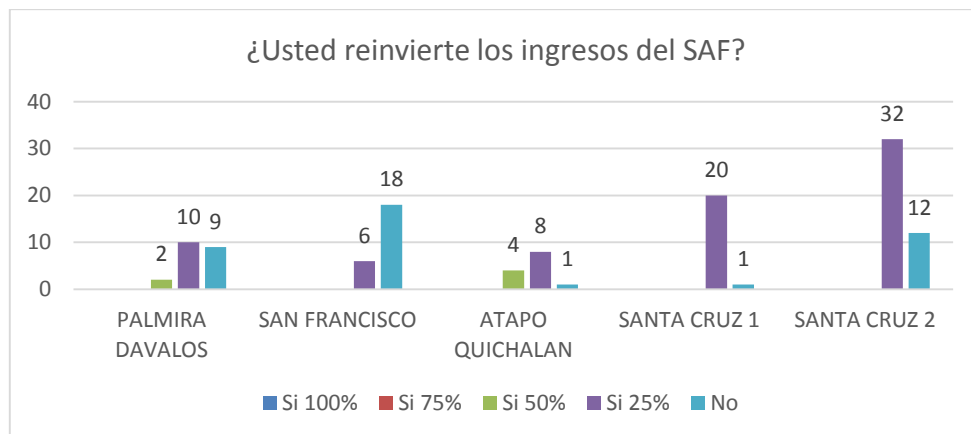 ¿Usted reinvierte los ingresos del SAF?
40
30
20
10
0
2
10
9
6
18
4
8
1
20
1
32
12
PALMIRA
DAVALOS
SAN FRANCISCO
ATAPO
QUICHALAN
SANTA CRUZ 1
SANTA CRUZ 2
Si 100%
Si 75%
Si 50%
Si 25%
No